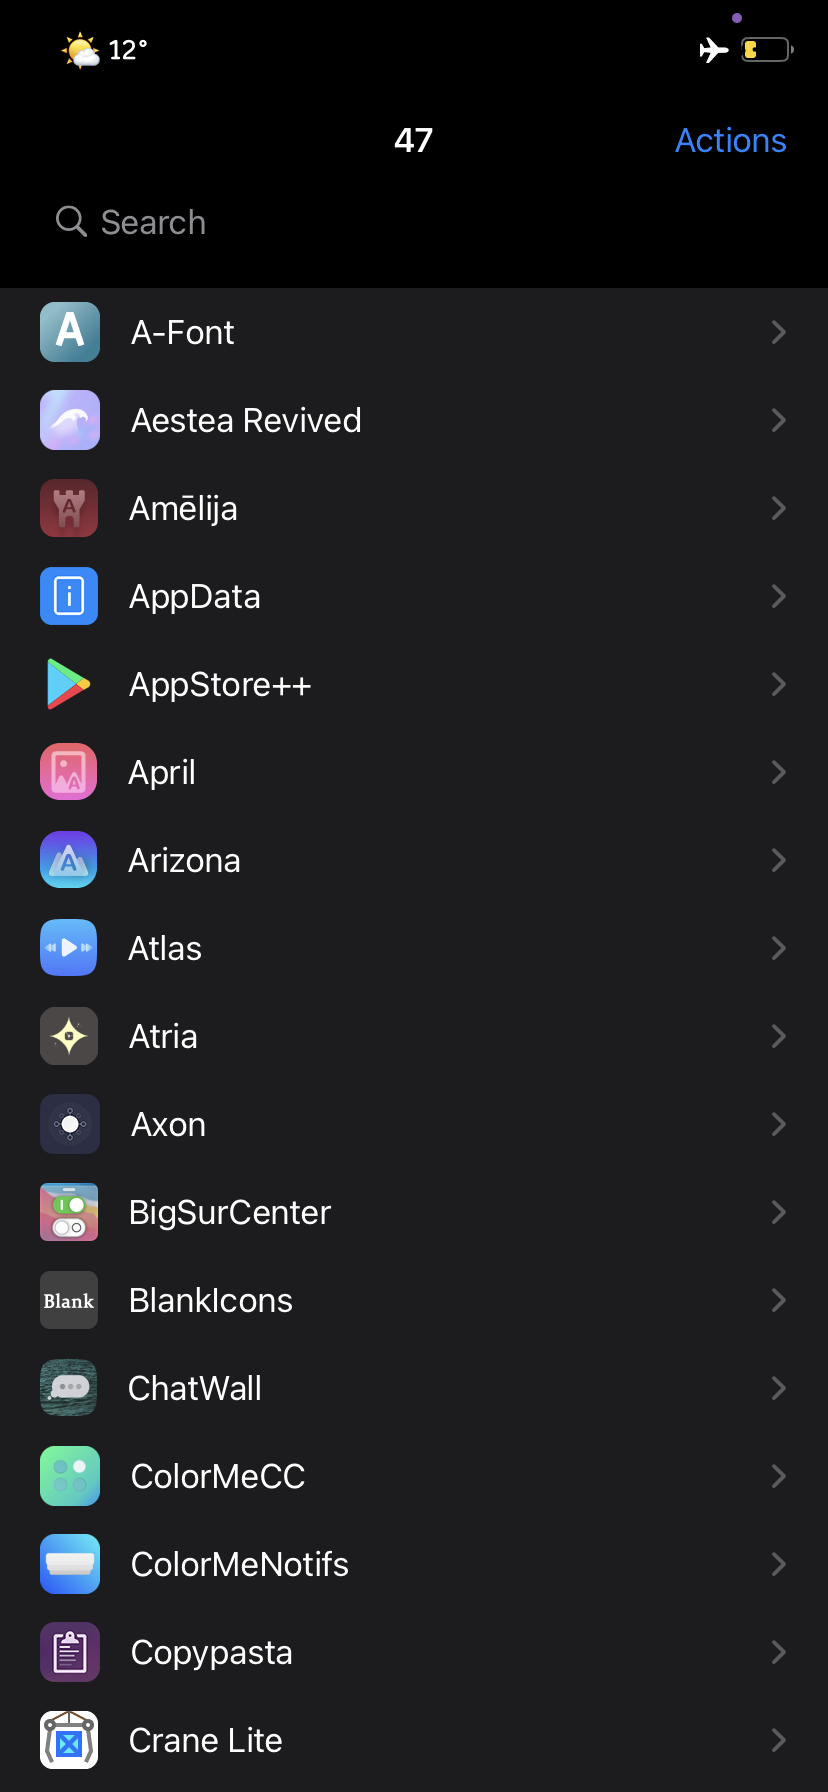 12°
47
Actions
Search
A-Font
Aestea Revived
Amēlija
AppData
AppStore++
April
Arizona
Atlas
Atria
Axon
BigSurCenter
Blank
BlankIcons
ChatWall
ColorMeCC
ColorMeNotifs
Copypasta
Crane Lite